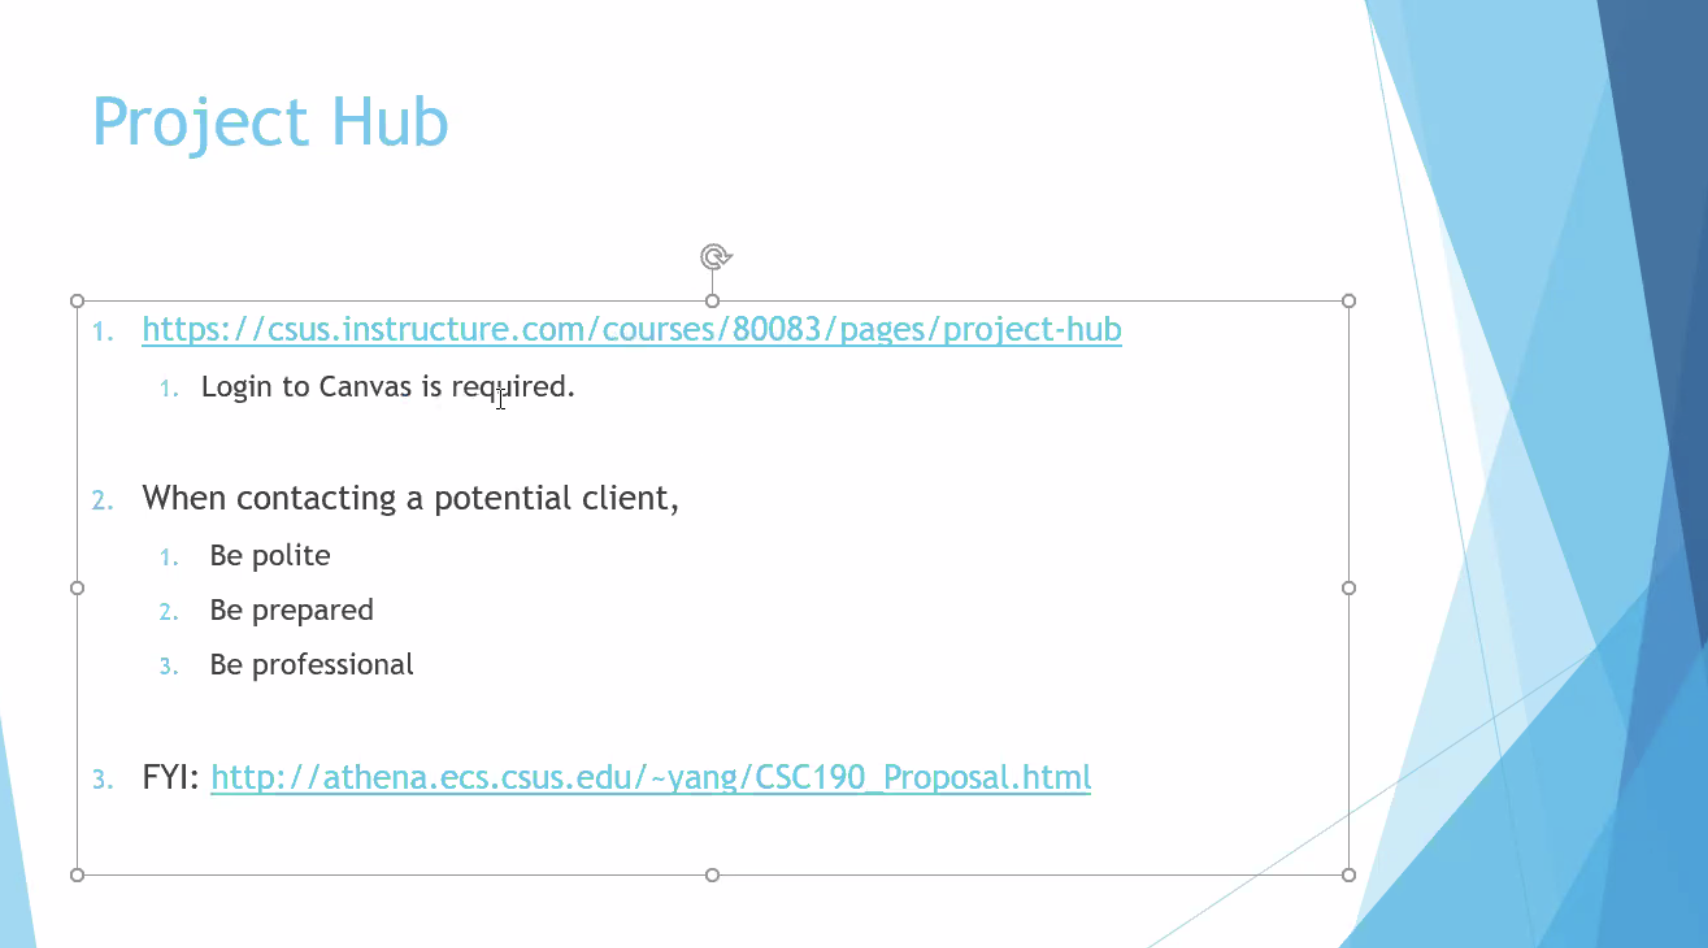 Project Hub
1. https://csus.instructure.com/courses/80083/pages/project-hub
1. Login to Canvas is required.
2. When contacting a potential client,
1. Be polite
2. Be prepared
3. Be professional
3. FYI: http://athena.ecs.csus.edu/~yang/CSC190_Proposal.html